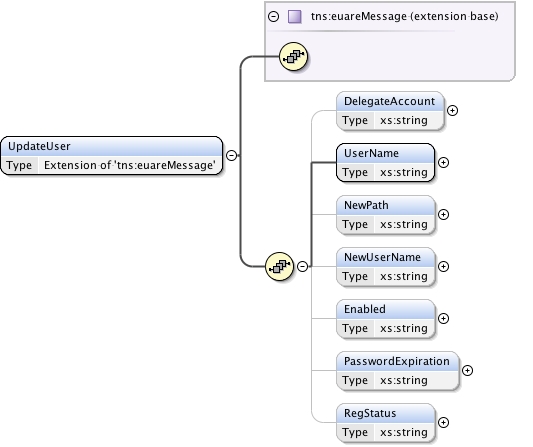 tns:euareMessage (extension base)
DelegateAccount
Type xs:string
UpdateUser
Type Extension of 'tns:euareMessage'
UserName
Type xs:string
NewPath
Type xs:string
NewUserName
Type xs:string
Enabled
Type xs:string
PasswordExpiration
Type xs:string
RegStatus
Type xs:string